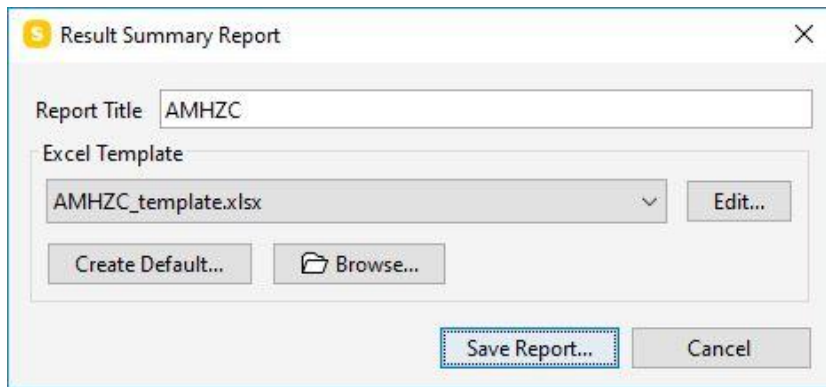 S Result Summary Report
Report Title AMHZC
Excel Template
AMHZC_template.xlsx Edit...
Create Default... Browse...
Save Report... Cancel